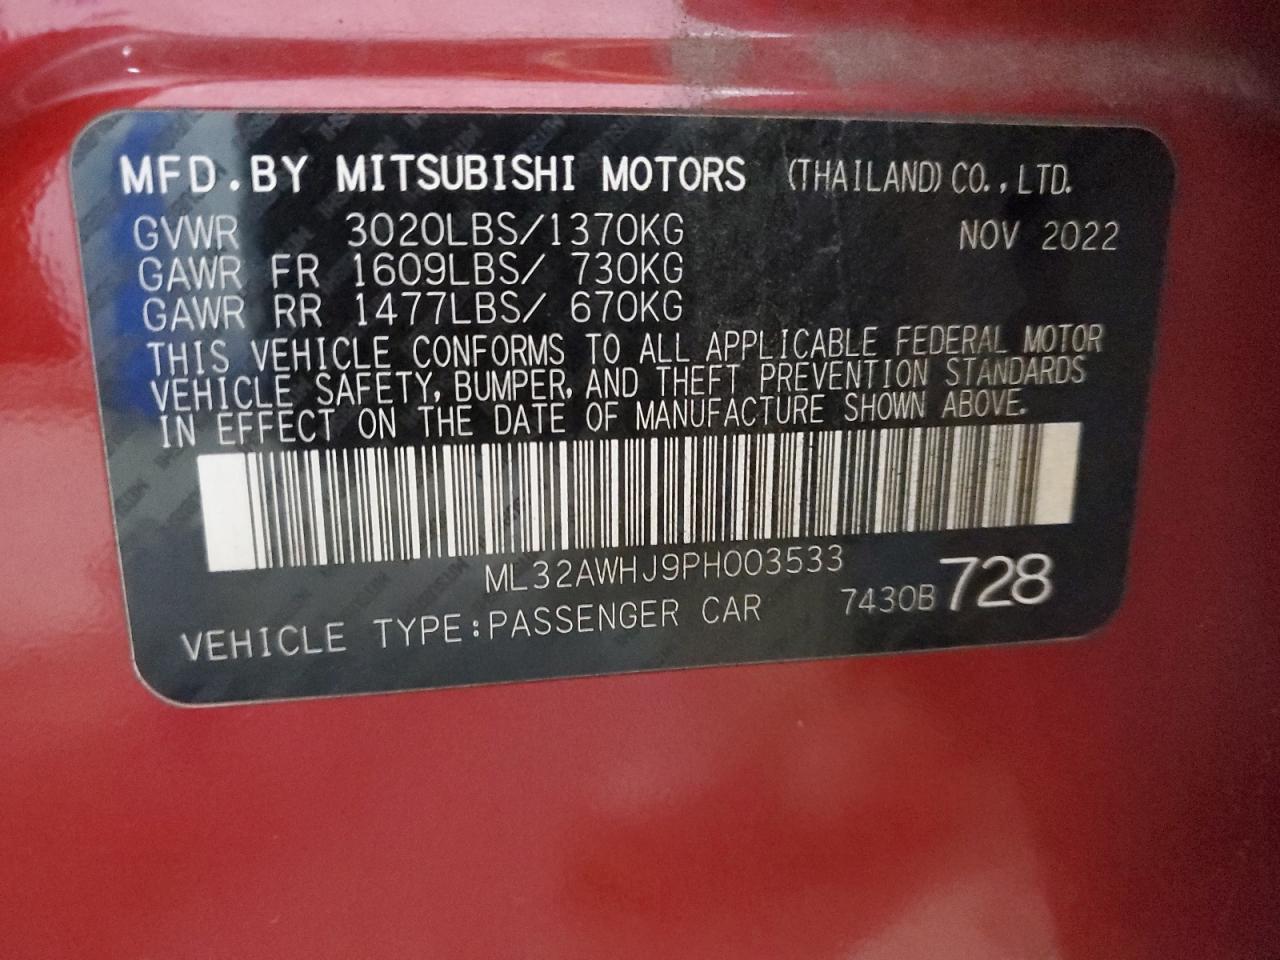 MFD.BY MITSUBISHI MOTORS (THAILAND) CO., LTD.
GVWR 3020LBS/1370KG NOV 2022
GAWR FR 1609LBS/ 730KG
GAWR RR 1477LBS/ 670KG
THIS VEHICLE CONFORMS TO ALL APPLICABLE FEDERAL MOTOR
VEHICLE SAFETY, BUMPER, AND THEFT PREVENTION STANDARDS
IN EFFECT ON THE DATE OF MANUFACTURE SHOWN ABOVE.
ML32AWHJ9PH003533
VEHICLE TYPE:PASSENGER CAR 7430B 728